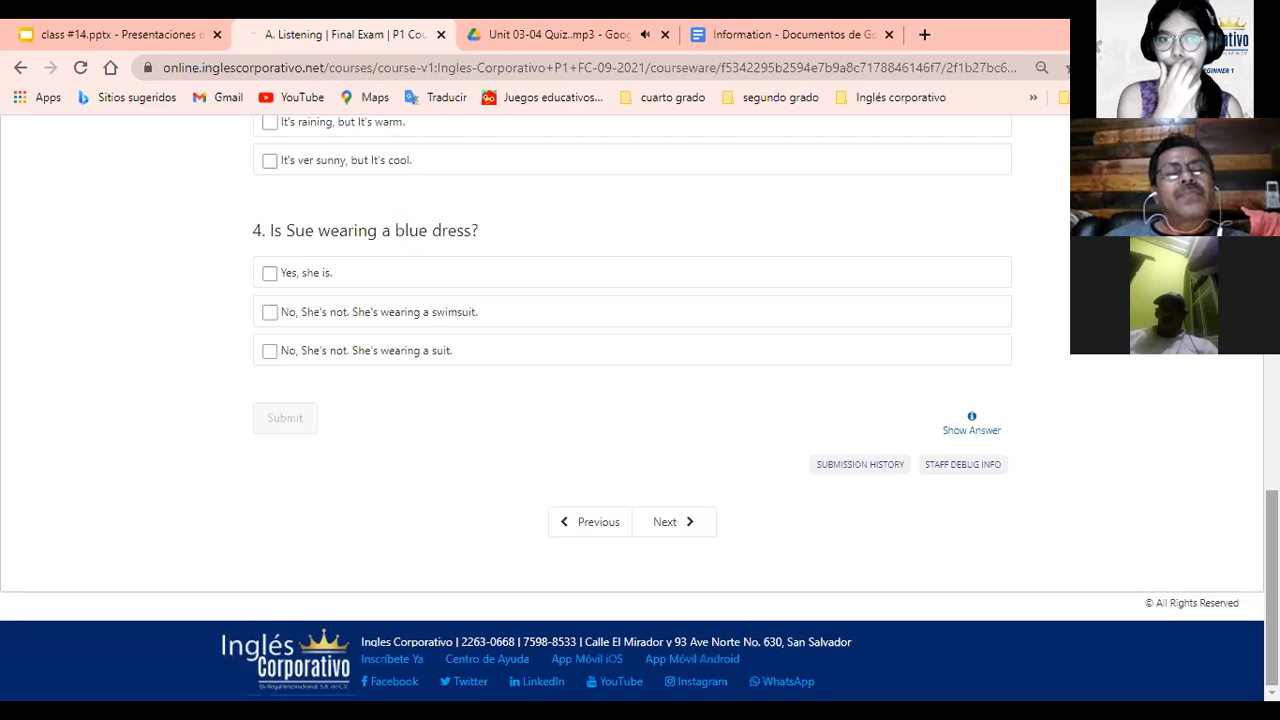 class #14.pptx - Presentaciones o
A. Listening | Final Exam | P1 Cou
Unit 03-04 Quiz..mp3 - Goog
Information - Documentos de Go
online.inglescorporativo.net/courses/course-v1:Ingles-Corporativo+P1+FC-09-2021/courseware/f5342295b2594e7b9a8c7178846146f7/2f1b27bc6...
Apps
Sitios sugeridos
Gmail
YouTube
Maps
Traducir
Juegos educativos...
cuarto grado
segundo grado
Inglés corporativo
It's raining, but It's warm.
It's ver sunny, but It's cool.
4. Is Sue wearing a blue dress?
Yes, she is.
No, She's not. She's wearing a swimsuit.
No, She's not. She's wearing a suit.
Submit
Show Answer
SUBMISSION HISTORY
STAFF DEBUG INFO
Previous
Next
© All Rights Reserved
Inglés
Corporativo
Ingles Corporativo | 2263-0668 | 7598-8533 | Calle El Mirador y 93 Ave Norte No. 630, San Salvador
Inscríbete Ya
Centro de Ayuda
App Móvil iOS
App Móvil Android
Facebook
Twitter
LinkedIn
YouTube
Instagram
WhatsApp